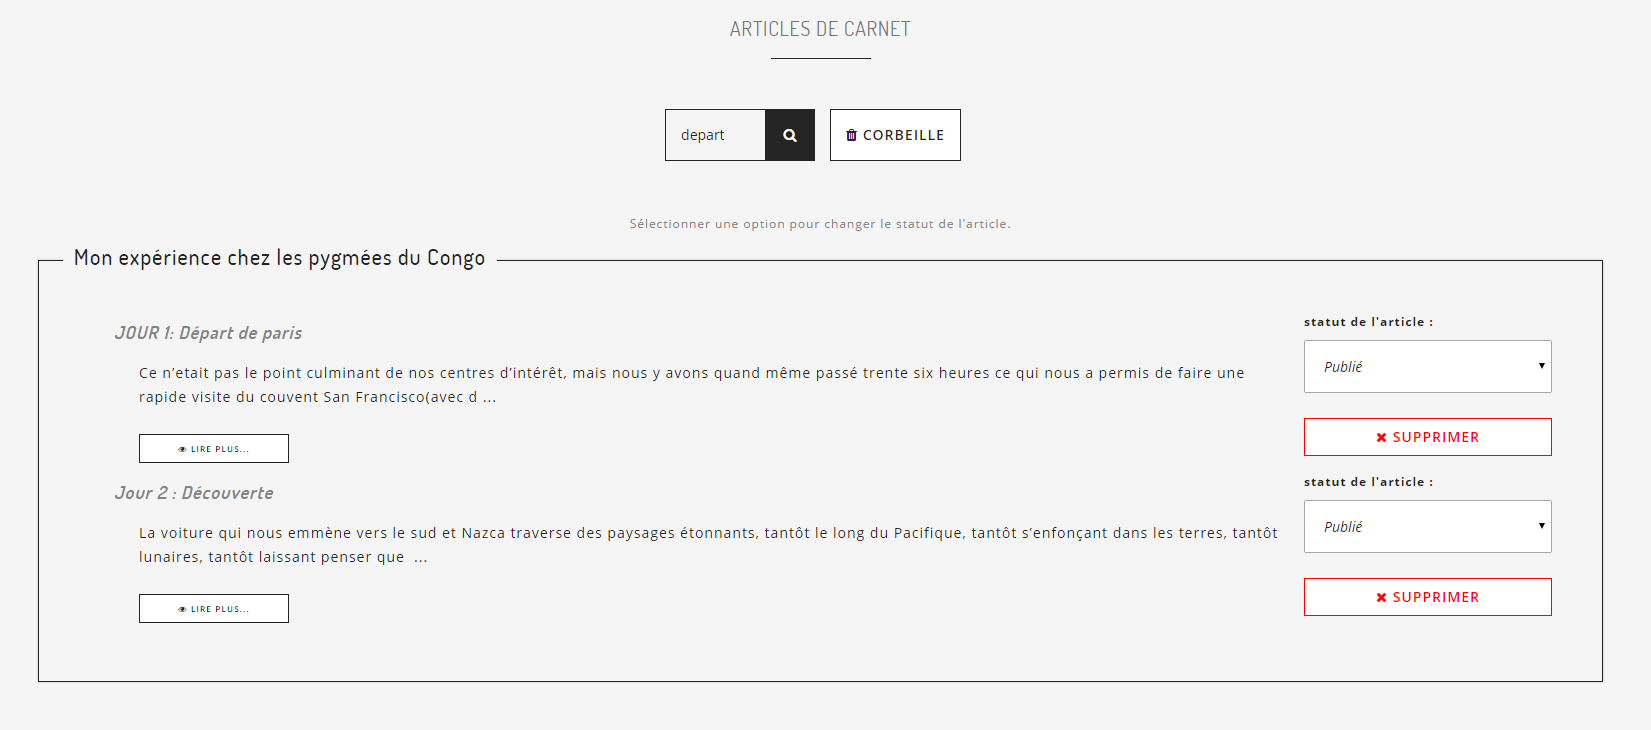 ARTICLES DE CARNET
depart
CORBEILLE
Sélectionner une option pour changer le statut de l'article.
Mon expérience chez les pygmées du Congo
JOUR 1: Départ de paris
statut de l'article :
Ce n’etait pas le point culminant de nos centres d’intérêt, mais nous y avons quand même passé trente six heures ce qui nous a permis de faire une
rapide visite du couvent San Francisco(avec d ...
Publié
LIRE PLUS...
SUPPRIMER
Jour 2 : Découverte
statut de l'article :
La voiture qui nous emmène vers le sud et Nazca traverse des paysages étonnants, tantôt le long du Pacifique, tantôt s’enfonçant dans les terres, tantôt
lunaires, tantôt laissant penser que ...
Publié
LIRE PLUS...
SUPPRIMER